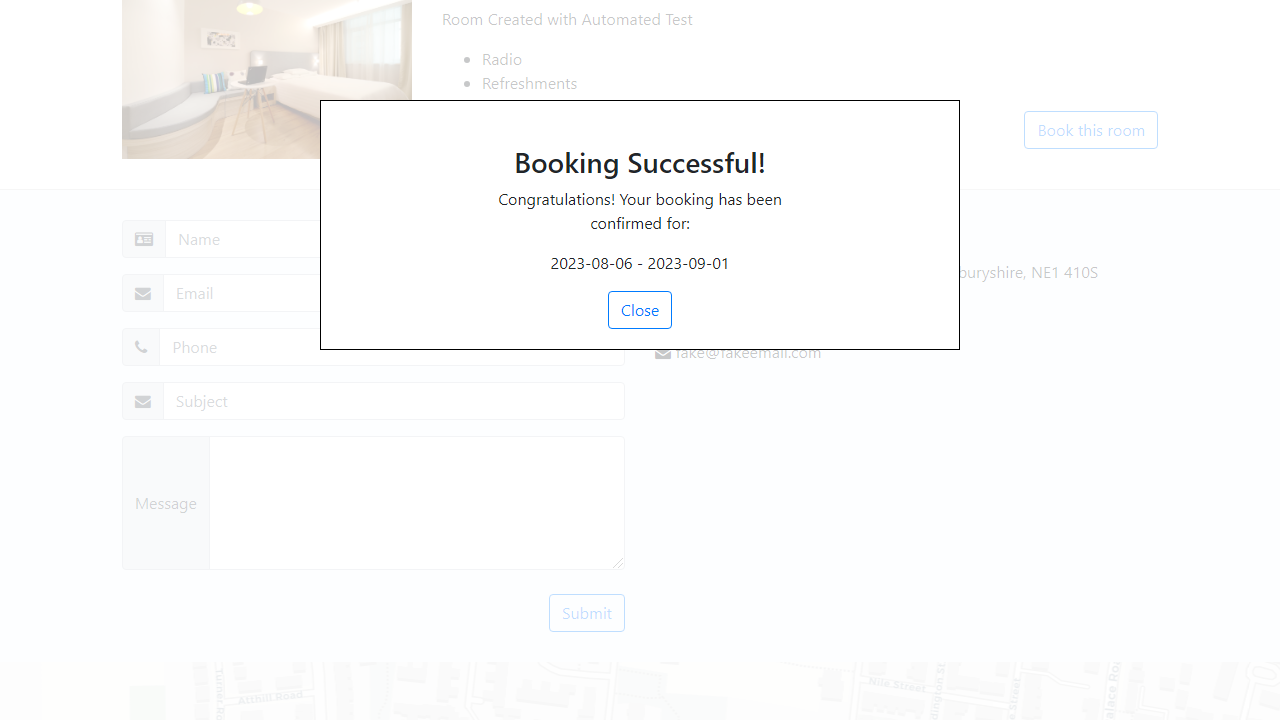 Room Created with Automated Test
Radio
Refreshments
Book this room
Booking Successful!
Congratulations! Your booking has been
confirmed for:
2023-08-06 - 2023-09-01
Close
Name
Email
Phone
Subject
Message
Submit
buryshire, NE1 410S
fake@fakeemail.com
Artshill Road
Nile Street